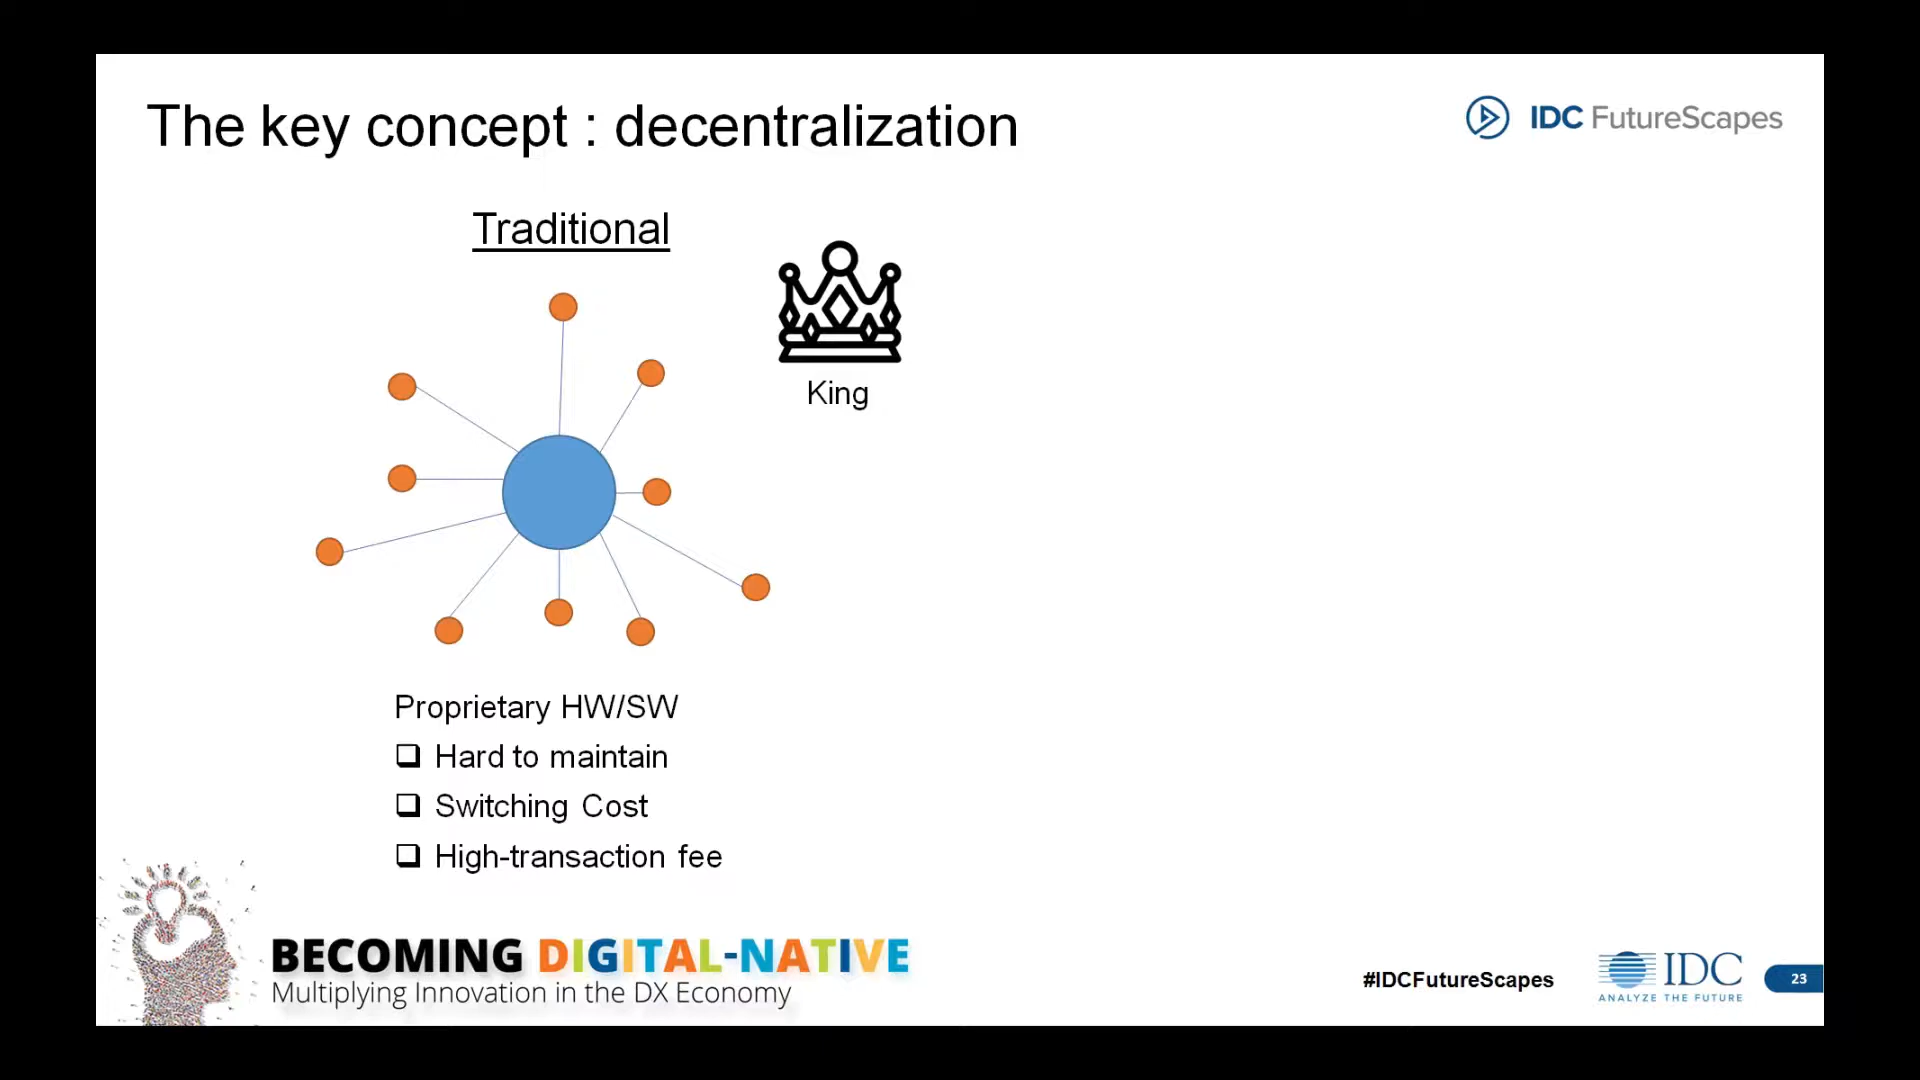 The key concept : decentralization
IDC FutureScapes
Traditional
King
Proprietary HW/SW
Hard to maintain
Switching Cost
High-transaction fee
BECOMING DIGITAL-NATIVE
Multiplying Innovation in the DX Economy
#IDCFutureScapes
IDC
ANALYZE THE FUTURE
23